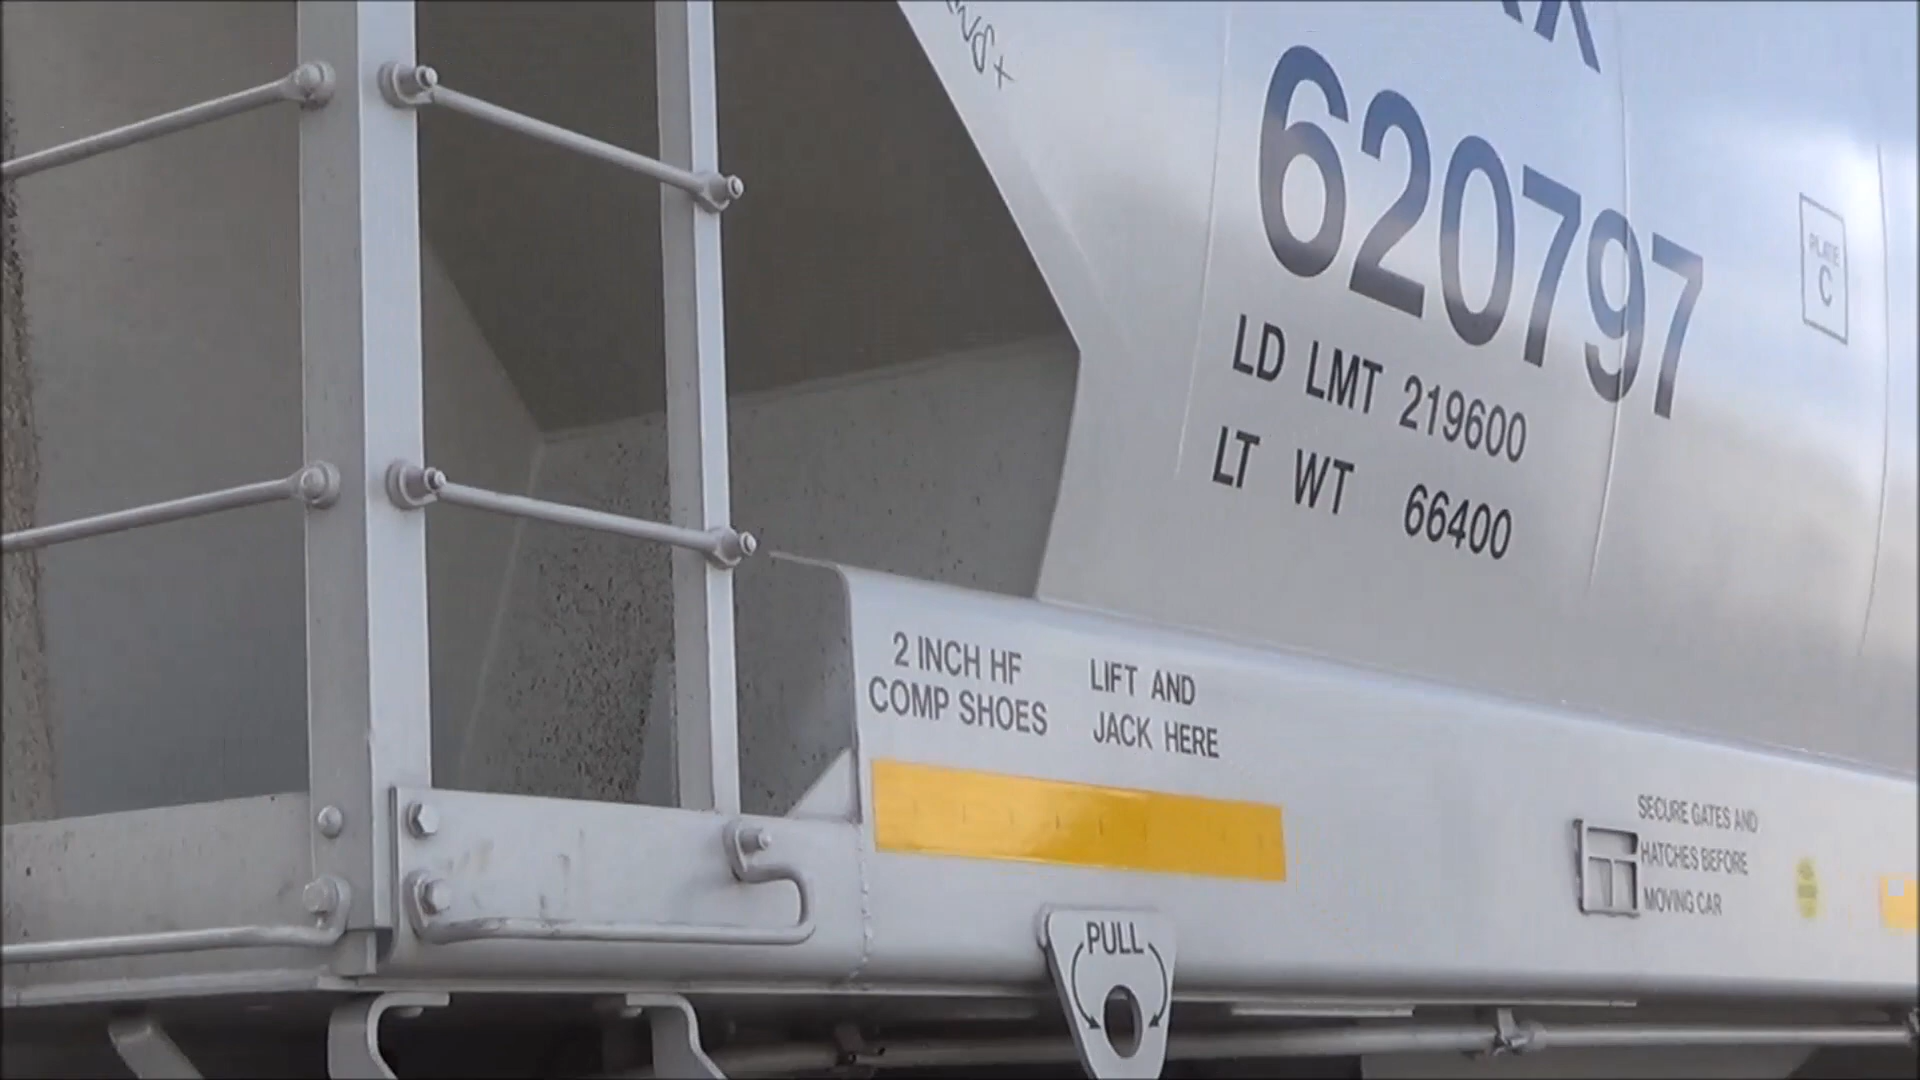 620797
LD LMT 219600
LT WT 66400
PLATE
C
2 INCH HF
COMP SHOES
LIFT AND
JACK HERE
SECURE GATES AND
HATCHES BEFORE
MOVING CAR
PULL